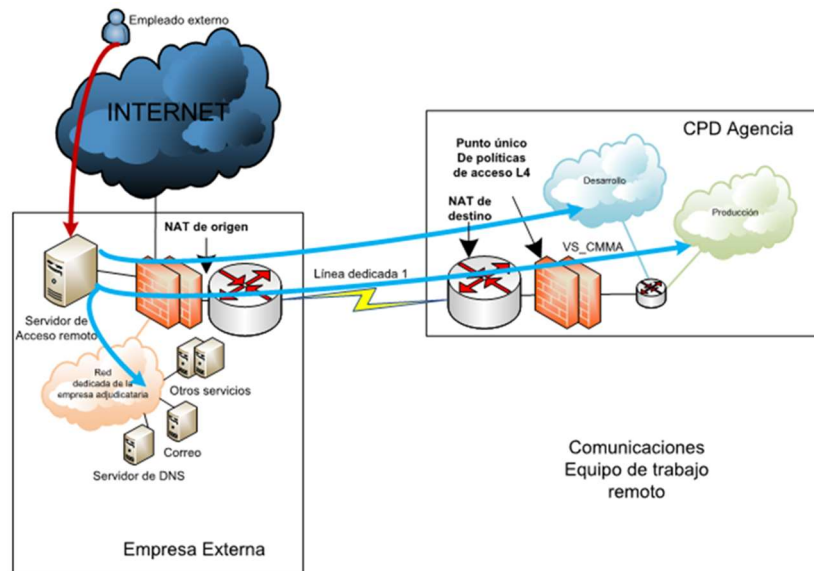 Empleado externo
INTERNET
CPD Agencia
Punto único
De políticas
de acceso L4
NAT de
destino
Desarrollo
Producción
VS_CMMA
NAT de origen
Línea dedicada 1
Servidor de
Acceso remoto
Red
dedicada de la
empresa adjudicataria
Otros servicios
Correo
Servidor de DNS
Empresa Externa
Comunicaciones
Equipo de trabajo
remoto